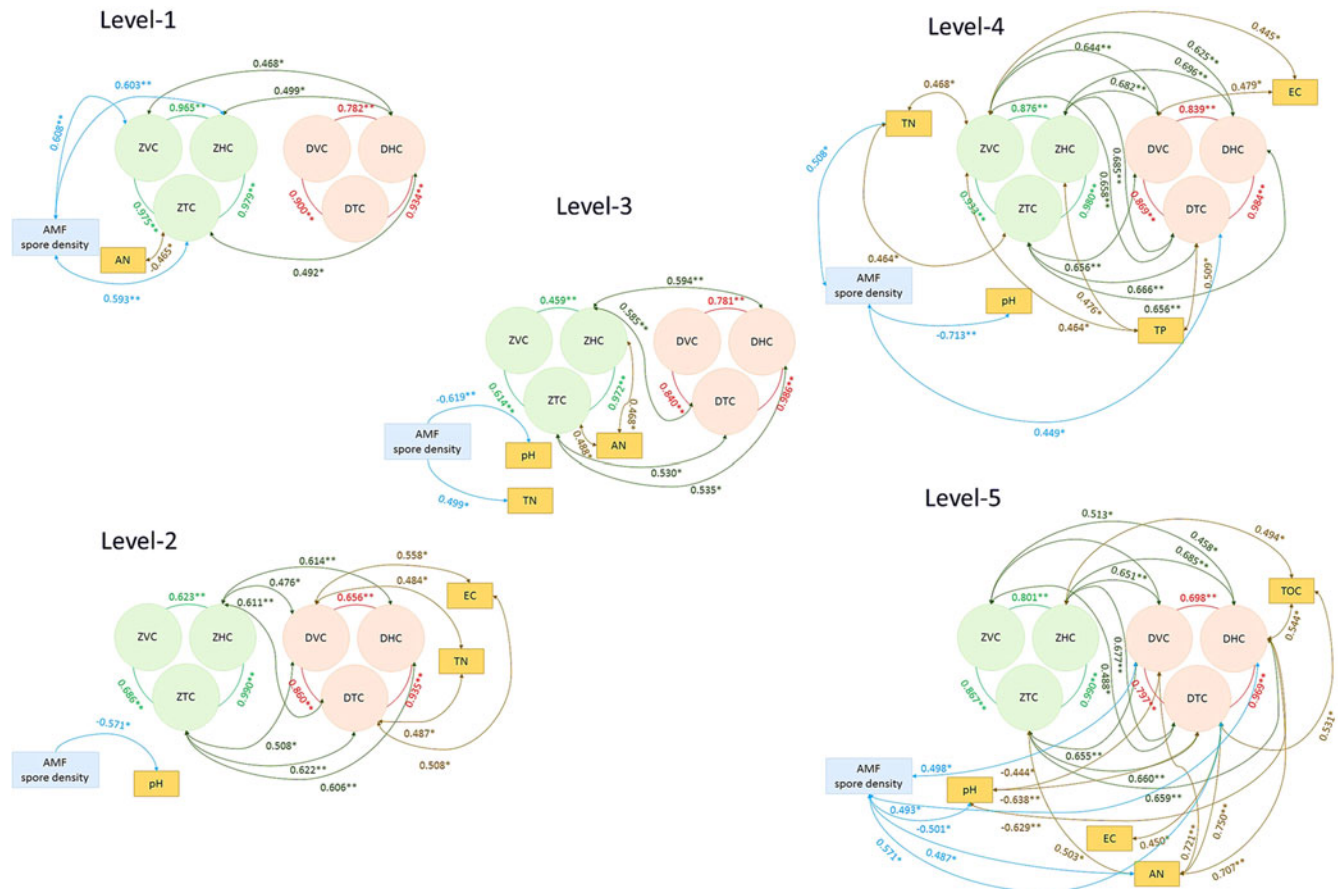 Level-1
0.468*
0.603**
0.499*
0.965**
0.782**
0.608**
ZVC
ZHC
DVC
DHC
ZTC
DTC
0.975**
0.979**
0.900**
0.934**
AMF
spore density
AN
-0.465*
0.492*
0.593**
Level-4
0.445*
0.644**
0.625**
0.696**
0.468*
0.682**
0.479*
EC
TN
0.876**
0.839**
ZVC
ZHC
DVC
DHC
0.508*
0.685**
0.658**
ZTC
DTC
0.931**
0.980**
0.869**
0.984**
0.464*
0.656**
0.666**
0.509*
AMF
spore density
pH
0.476*
0.656**
-0.713**
0.464*
TP
0.449*
Level-3
0.594**
0.459**
0.585**
0.781**
ZVC
ZHC
DVC
DHC
ZTC
DTC
0.614**
0.972**
0.840**
0.986**
-0.619**
0.468*
AMF
spore density
pH
0.488*
AN
0.530*
0.535*
0.499*
TN
Level-2
0.614**
0.558*
0.476*
0.484*
0.623**
0.611**
0.656**
EC
ZVC
ZHC
DVC
DHC
TN
ZTC
DTC
0.686**
0.990**
0.860**
0.935**
-0.571*
0.487*
0.508*
0.508*
AMF
spore density
pH
0.622**
0.606**
Level-5
0.513*
0.458*
0.494*
0.685**
0.651**
0.801**
0.698**
TOC
ZVC
ZHC
DVC
DHC
0.544*
0.677**
0.488*
ZTC
DTC
0.867**
0.990**
0.797**
0.969**
0.531*
0.655**
AMF
spore density
0.498*
-0.444*
0.660**
pH
-0.638**
0.659**
0.493*
-0.501*
-0.629**
0.750**
EC
0.450*
0.721**
0.571*
0.487*
0.503*
AN
0.707**